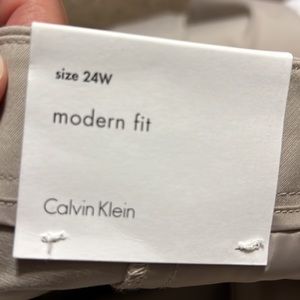 size 24W
modern fit
Calvin Klein